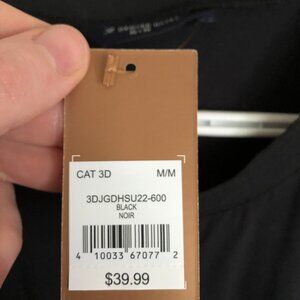 CAT 3D M/M
3DJGDHSU22-600
BLACK
NOIR
4 10033 67077 2
$39.99